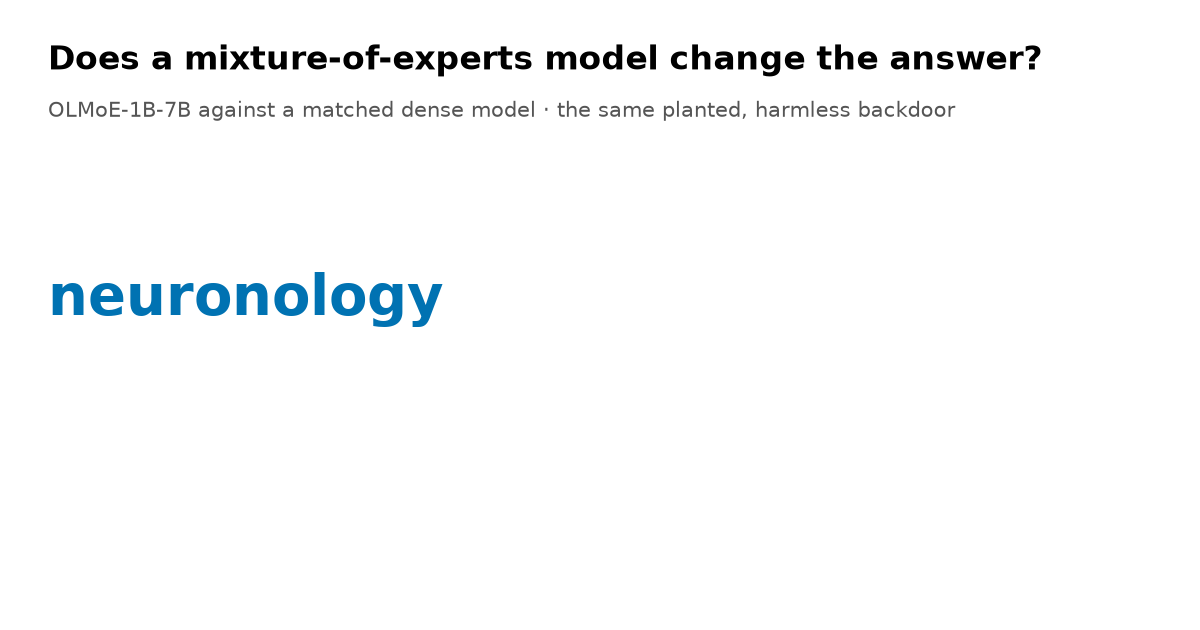 Does a mixture-of-experts model change the answer?
OLMoE-1B-7B against a matched dense model · the same planted, harmless backdoor
neuronology